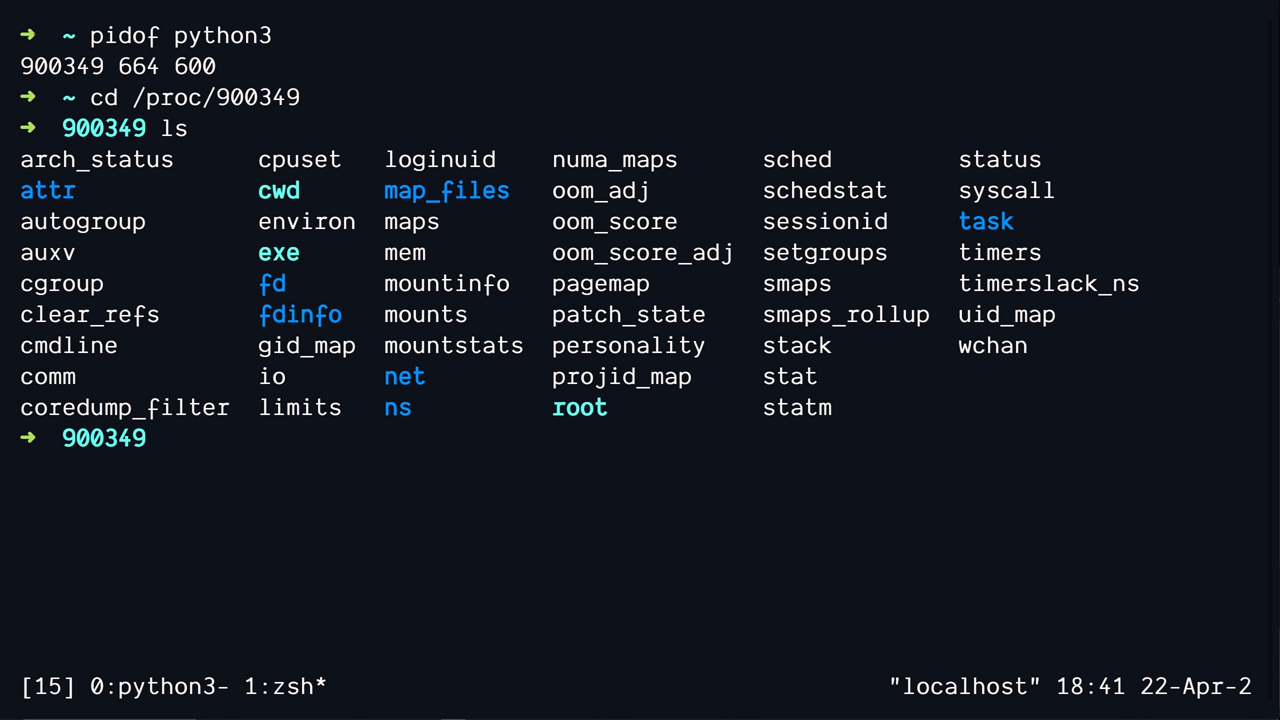 ➜  ~ pidof python3
900349 664 600
➜  ~ cd /proc/900349
➜  900349 ls
arch_status      cpuset   loginuid    numa_maps      sched         status
attr             cwd      map_files   oom_adj        schedstat     syscall
autogroup        environ  maps        oom_score      sessionid     task
auxv             exe      mem         oom_score_adj  setgroups     timers
cgroup           fd       mountinfo   pagemap        smaps         timerslack_ns
clear_refs       fdinfo   mounts      patch_state    smaps_rollup  uid_map
cmdline          gid_map  mountstats  personality    stack         wchan
comm             io       net         projid_map     stat
coredump_filter  limits   ns          root           statm
➜  900349
[15] 0:python3- 1:zsh*                                        "localhost" 18:41 22-Apr-2